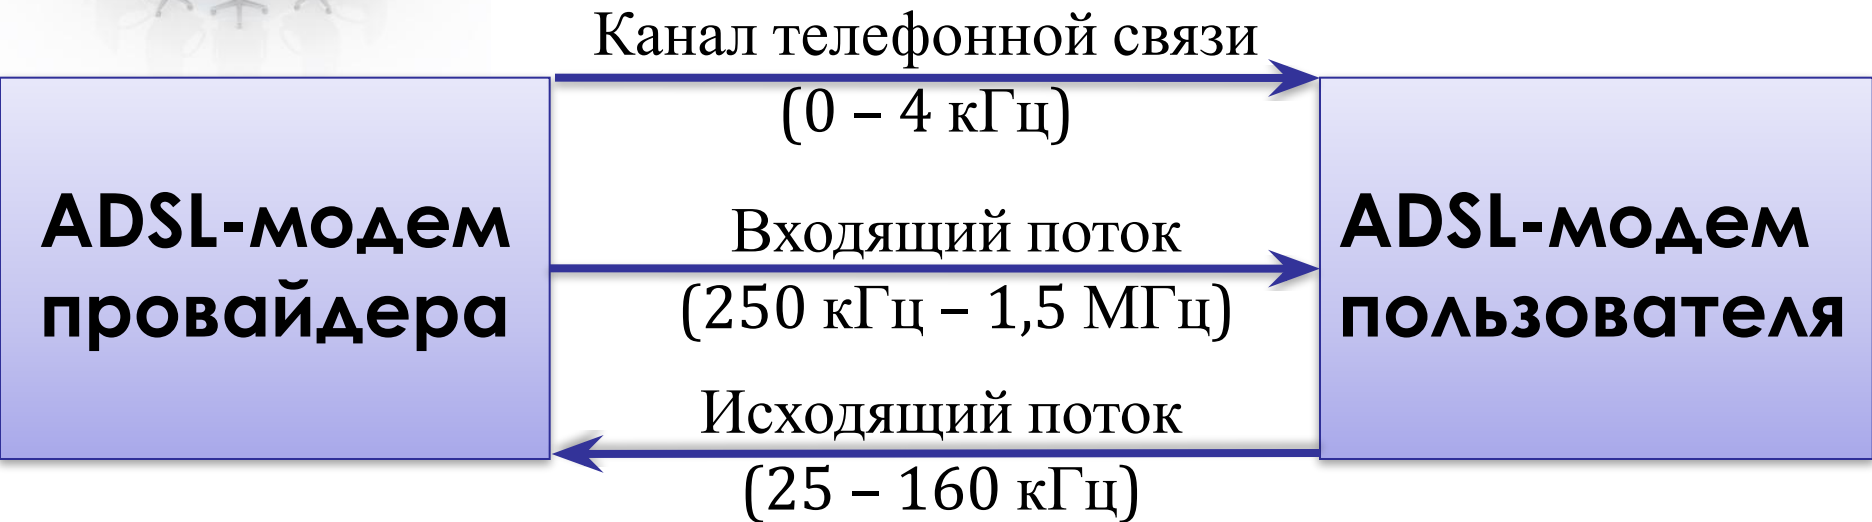 Канал телефонной связи
(0 – 4 кГц)
ADSL-модем
провайдера
Входящий поток
(250 кГц – 1,5 МГц)
ADSL-модем
пользователя
Исходящий поток
(25 – 160 кГц)